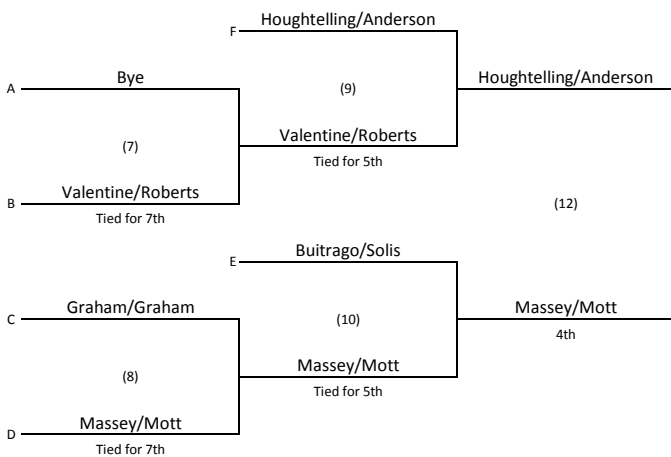 Houghtelling/Anderson
F
Bye
Houghtelling/Anderson
A
(9)
(7)
Valentine/Roberts
Tied for 5th
Valentine/Roberts
B
(12)
Tied for 7th
Buitrago/Solis
E
Graham/Graham
Massey/Mott
C
(10)
4th
(8)
Massey/Mott
Tied for 5th
Massey/Mott
D
Tied for 7th